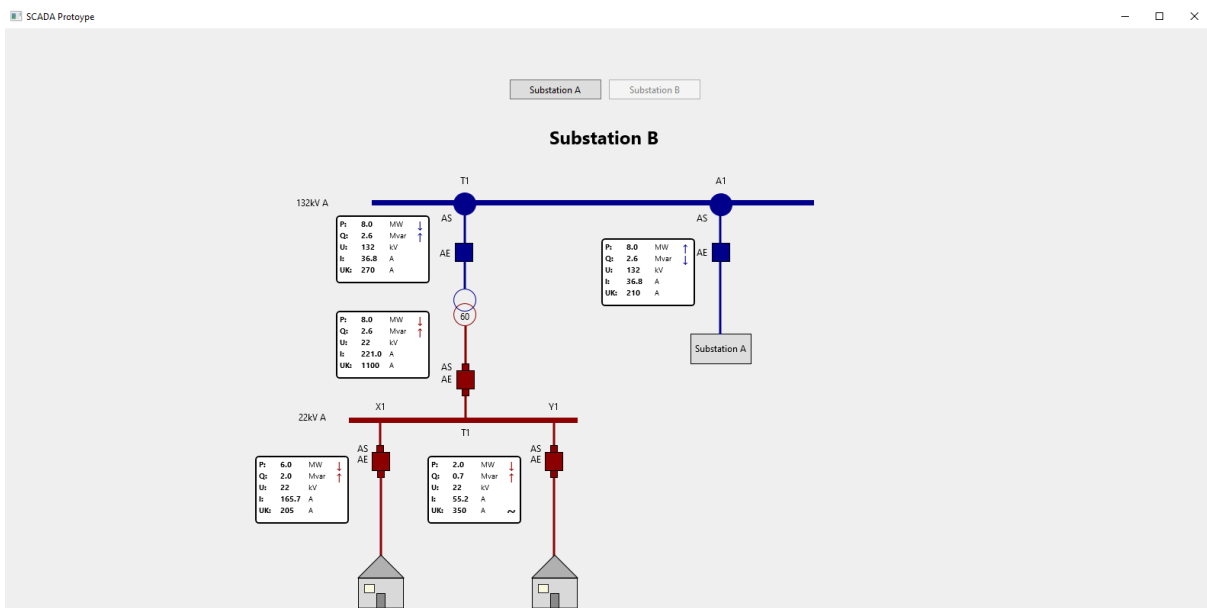 SCADA Protoype
Substation A
Substation B
Substation B
T1
A1
132kV A
AS
AS
P: 8.0 MW ↓
Q: 2.6 Mvar ↑
U: 132 kV
I: 36.8 A
UK: 270 A
AE
P: 8.0 MW ↑
Q: 2.6 Mvar ↓
U: 132 kV
I: 36.8 A
UK: 210 A
AE
60
P: 8.0 MW ↓
Q: 2.6 Mvar ↑
U: 22 kV
I: 221.0 A
UK: 1100 A
Substation A
AS
AE
X1
Y1
22kV A
T1
AS
AE
AS
AE
P: 6.0 MW ↓
Q: 2.0 Mvar ↑
U: 22 kV
I: 165.7 A
UK: 205 A
P: 2.0 MW ↓
Q: 0.7 Mvar ↑
U: 22 kV
I: 55.2 A
UK: 350 A ~